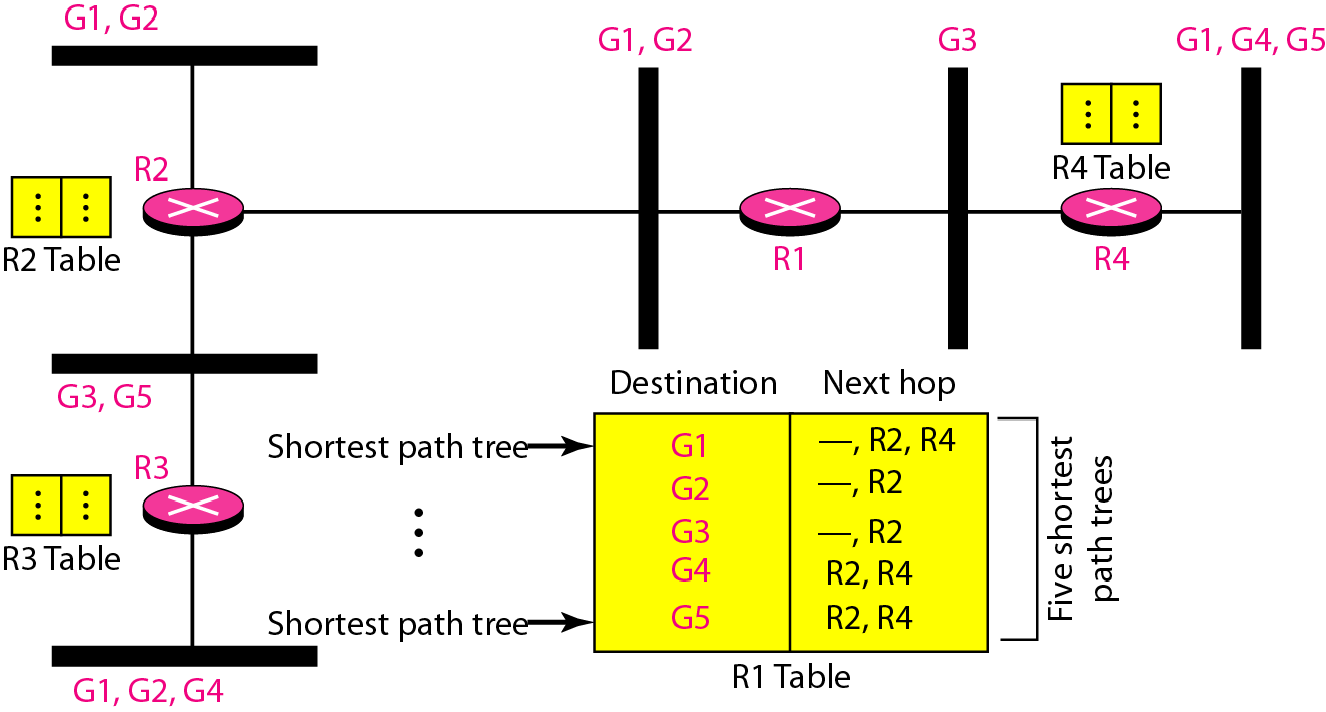 G1, G2
G1, G2
G3
G1, G4, G5
R2
R4 Table
R2 Table
R1
R4
G3, G5
Destination Next hop
Shortest path tree
G1 —, R2, R4
G2 —, R2
G3 —, R2
G4 R2, R4
G5 R2, R4
Five shortest
path trees
R3
R3 Table
Shortest path tree
R1 Table
G1, G2, G4